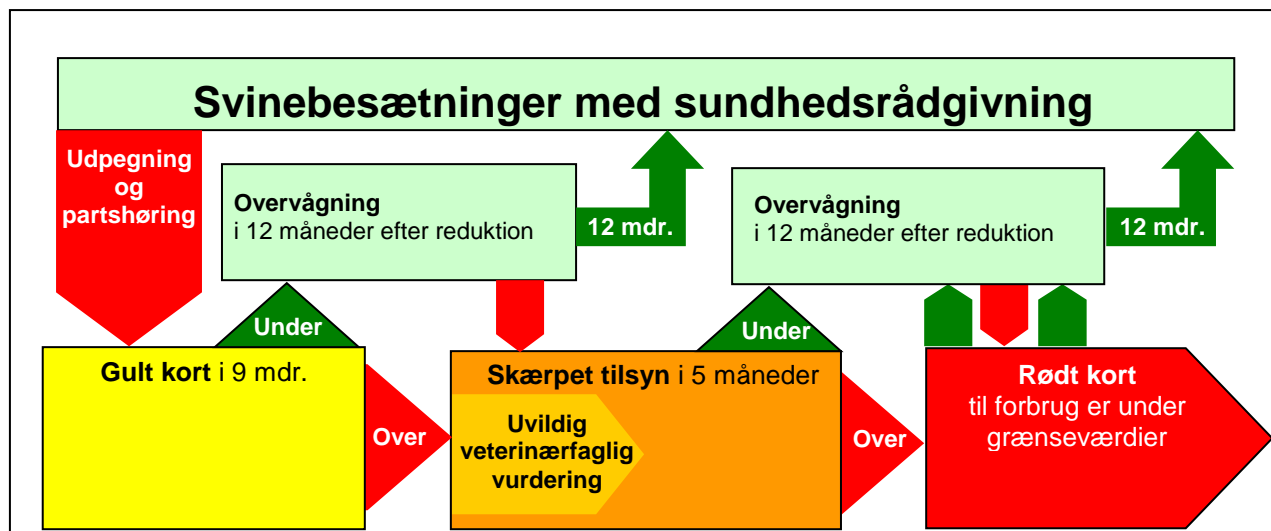 Svinebesætninger med sundhedsrådgivning
Udpegning
og
partshøring
Overvågning
i 12 måneder efter reduktion
12 mdr.
Overvågning
i 12 måneder efter reduktion
12 mdr.
Under
Under
Gult kort i 9 mdr.
Over
Skærpet tilsyn i 5 måneder
Uvildig
veterinærfaglig
vurdering
Over
Rødt kort
til forbrug er under
grænseværdier